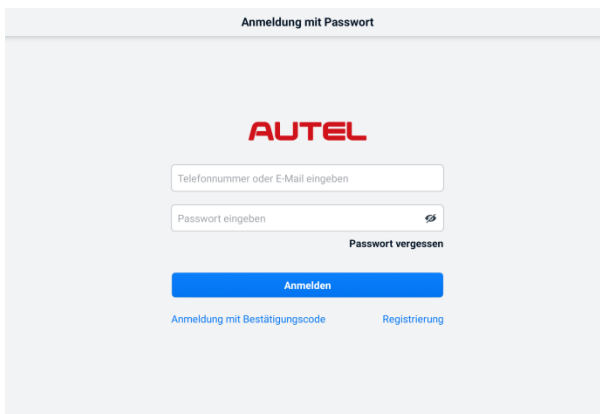 Anmeldung mit Passwort
AUTEL
Telefonnummer oder E-Mail eingeben
Passwort eingeben
Passwort vergessen
Anmelden
Anmeldung mit Bestätigungscode Registrierung